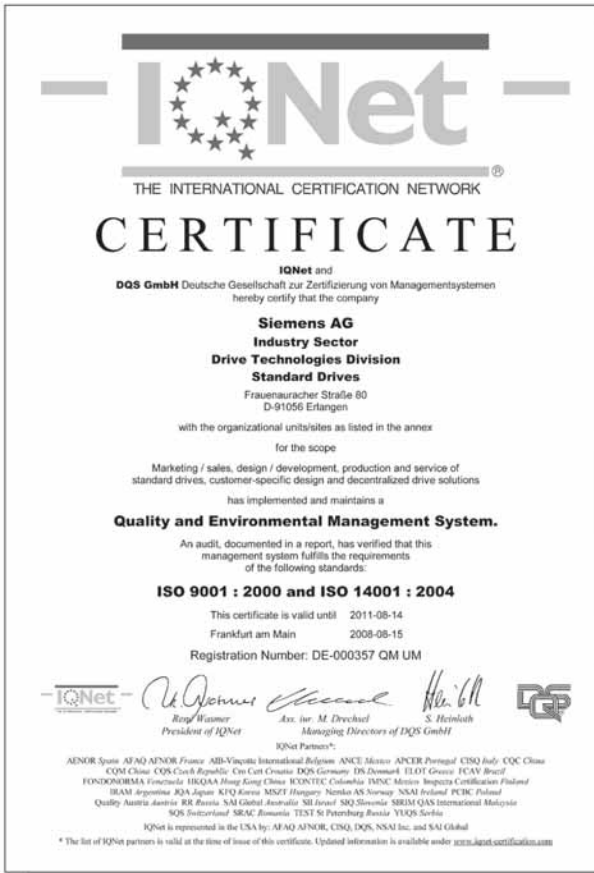 IQNet
®
THE INTERNATIONAL CERTIFICATION NETWORK
CERTIFICATE
IQNet and
DQS GmbH Deutsche Gesellschaft zur Zertifizierung von Managementsystemen
hereby certify that the company
Siemens AG
Industry Sector
Drive Technologies Division
Standard Drives
Frauenauracher Straße 80
D-91056 Erlangen
with the organizational units/sites as listed in the annex
for the scope
Marketing / sales, design / development, production and service of
standard drives, customer-specific design and decentralized drive solutions
has implemented and maintains a
Quality and Environmental Management System.
An audit, documented in a report, has verified that this
management system fulfills the requirements
of the following standards:
ISO 9001 : 2000 and ISO 14001 : 2004
This certificate is valid until 2011-08-14
Frankfurt am Main 2008-08-15
Registration Number: DE-000357 QM UM
IQNet
DQS
René Wasmer Ass. iur. M. Drechsel S. Heinloth
President of IQNet Managing Directors of DQS GmbH
IQNet Partners*:
AENOR Spain AFAQ AFNOR France AIB-Vinçotte International Belgium ANCE Mexico APCER Portugal CISQ Italy CQC China
CQM China CQS Czech Republic Cro Cert Croatia DQS Germany DS Denmark ELOT Greece FCAV Brazil
FONDONORMA Venezuela HKQAA Hong Kong China ICONTEC Colombia IMNC Mexico Inspecta Certification Finland
IRAM Argentina JQA Japan KFQ Korea MSZT Hungary Nemko AS Norway NSAI Ireland PCBC Poland
Quality Austria Austria RR Russia SAI Global Australia SII Israel SIQ Slovenia SIRIM QAS International Malaysia
SQS Switzerland SRAC Romania TEST St Petersburg Russia YUQS Serbia
IQNet is represented in the USA by: AFAQ AFNOR, CISQ, DQS, NSAI Inc. and SAI Global
* The list of IQNet partners is valid at the time of issue of this certificate. Updated information is available under www.iqnet-certification.com